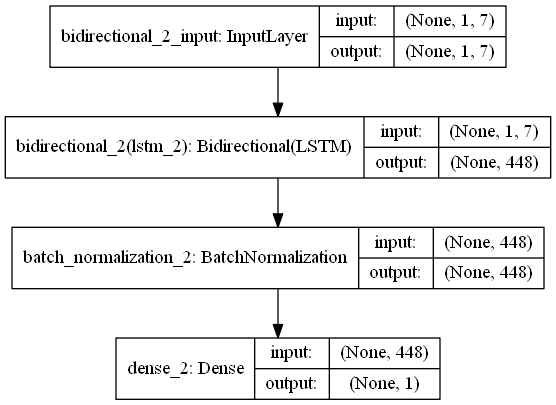 bidirectional_2_input: InputLayer
input: (None, 1, 7)
output: (None, 1, 7)
bidirectional_2(lstm_2): Bidirectional(LSTM)
input: (None, 1, 7)
output: (None, 448)
batch_normalization_2: BatchNormalization
input: (None, 448)
output: (None, 448)
dense_2: Dense
input: (None, 448)
output: (None, 1)